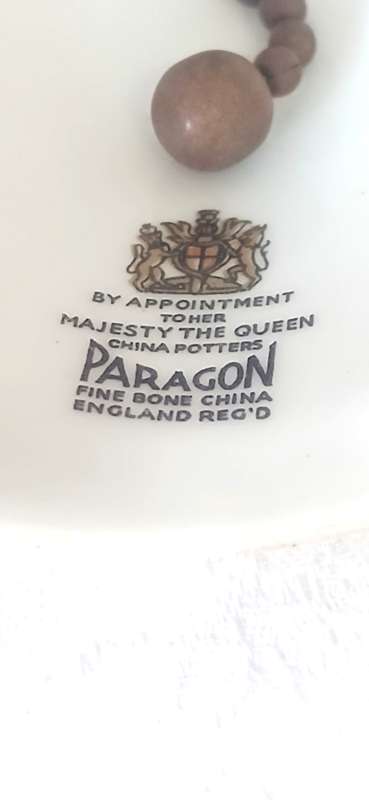 BY APPOINTMENT
TO HER
MAJESTY THE QUEEN
CHINA POTTERS
PARAGON
FINE BONE CHINA
ENGLAND REG'D